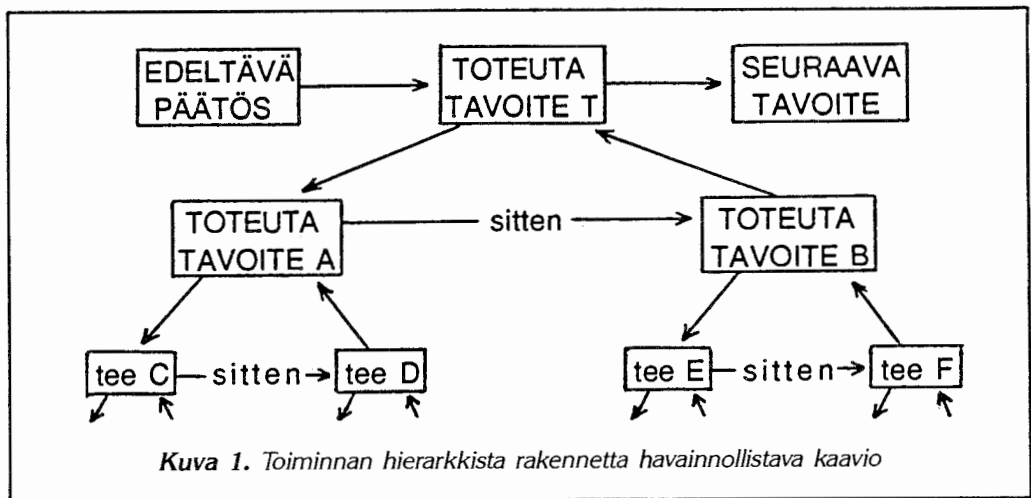 EDELTÄVÄ
PÄÄTÖS
TOTEUTA
TAVOITE T
SEURAAVA
TAVOITE
TOTEUTA
TAVOITE A
sitten
TOTEUTA
TAVOITE B
tee C
sitten
tee D
tee E
sitten
tee F
Kuva 1. Toiminnan hierarkkista rakennetta havainnollistava kaavio